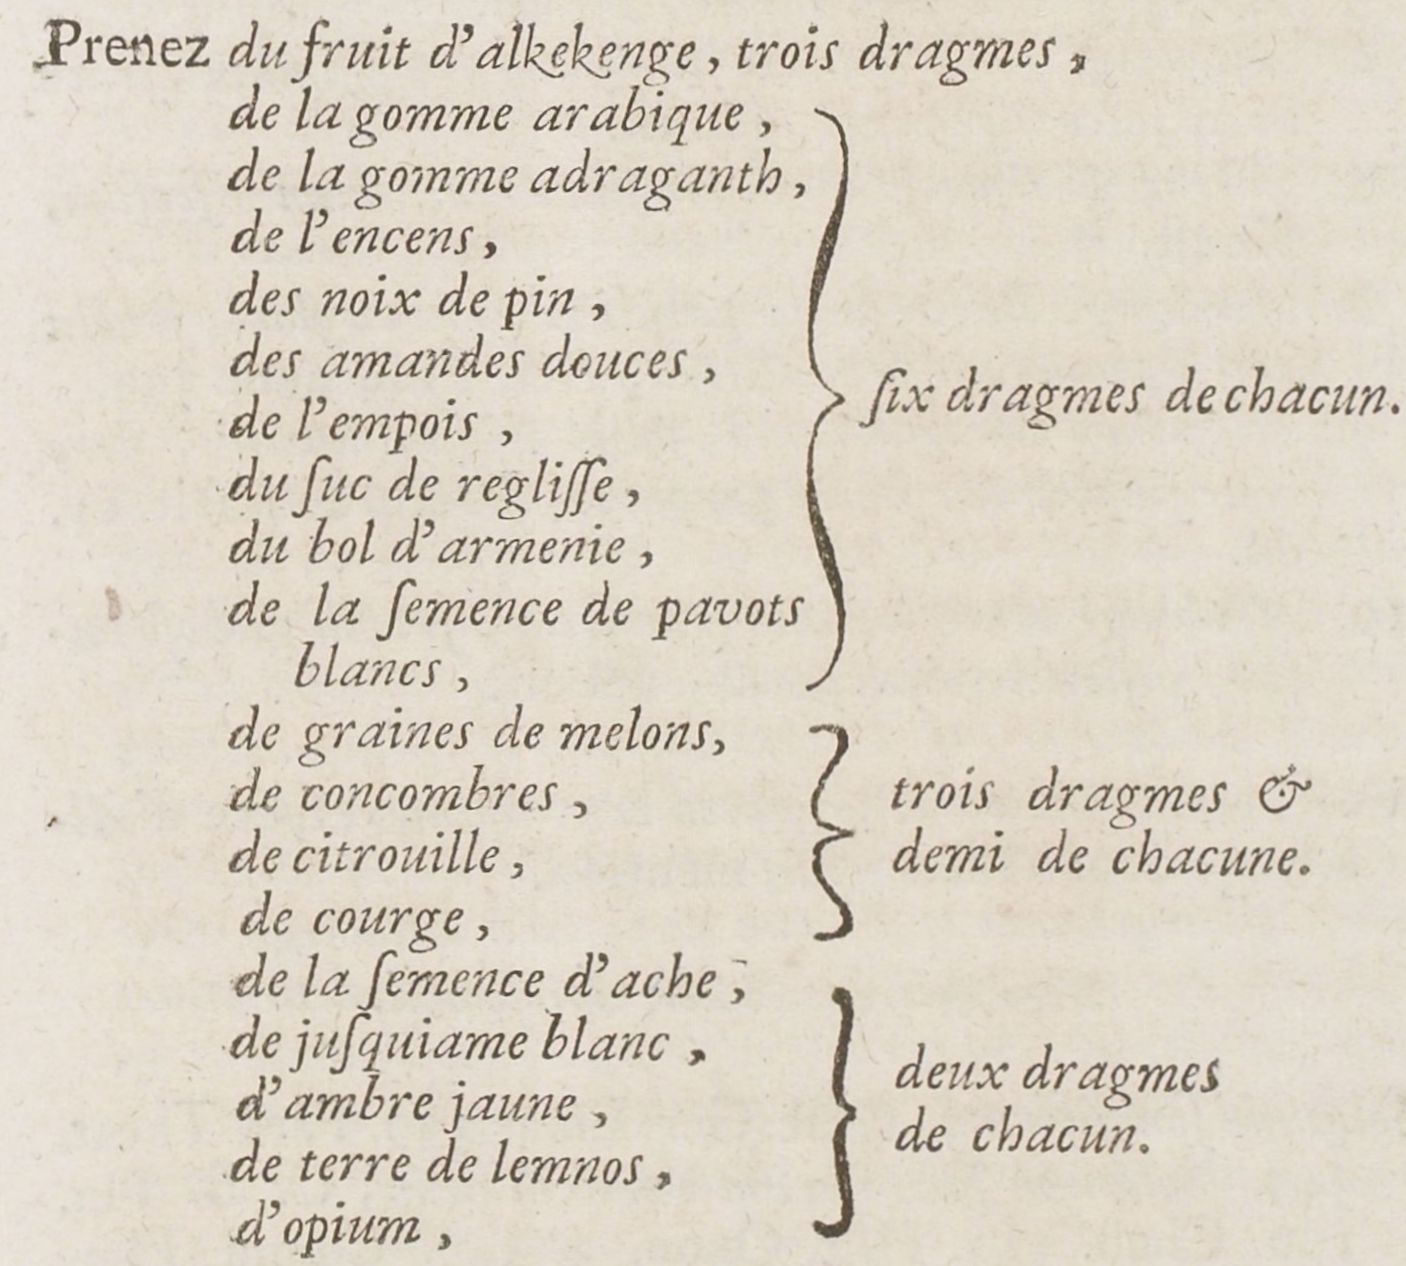 Prenez du fruit d'alkekenge, trois dragmes,
de la gomme arabique,
de la gomme adraganth,
de l'encens,
des noix de pin,
des amandes douces,
de l'empois,
du ſuc de regliſſe,
du bol d'armenie,
de la ſemence de pavots
blancs,
ſix dragmes de chacun.
de graines de melons,
de concombres,
de citrouille,
de courge,
trois dragmes &
demi de chacune.
de la ſemence d'ache,
de juſquiame blanc,
d'ambre jaune,
de terre de lemnos,
d'opium,
deux dragmes
de chacun.